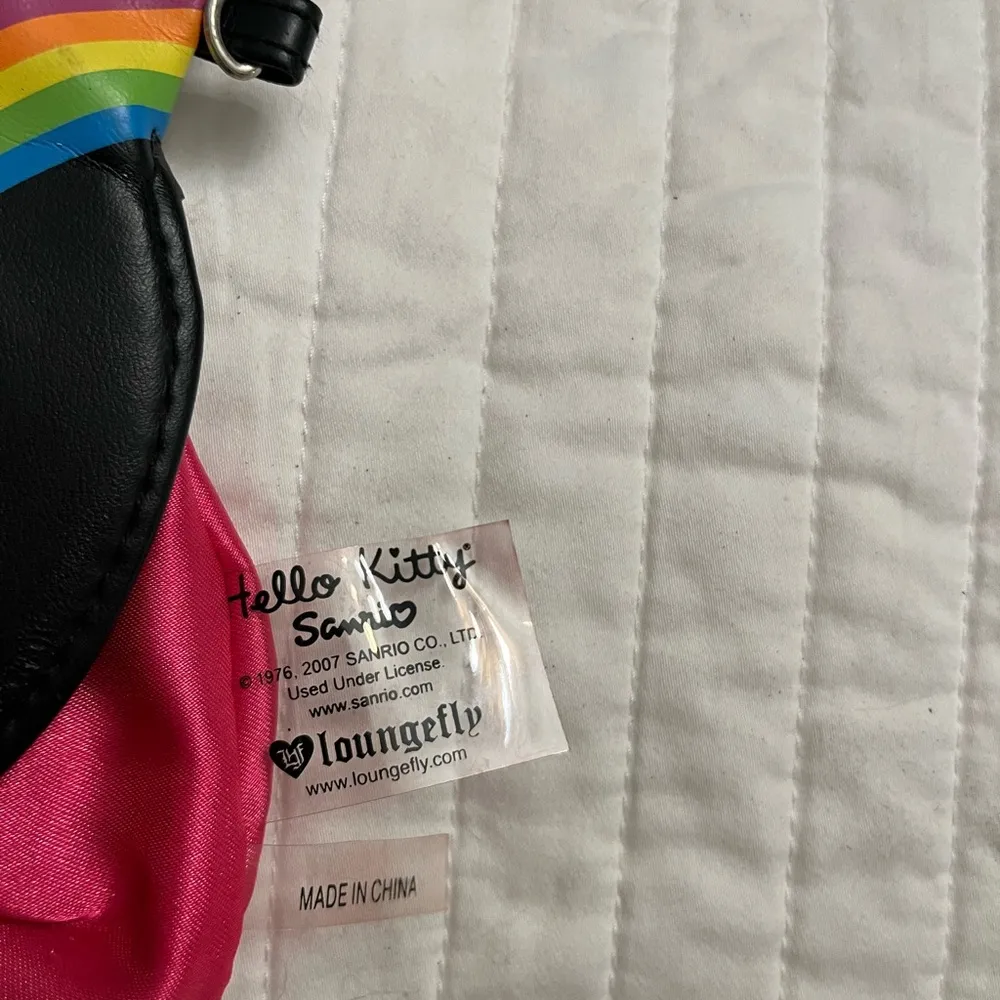 Hello Kitty
Sanrio
© 1976, 2007 SANRIO CO., LTD.
Used Under License.
www.sanrio.com
Lf loungefly
www.loungefly.com
MADE IN CHINA